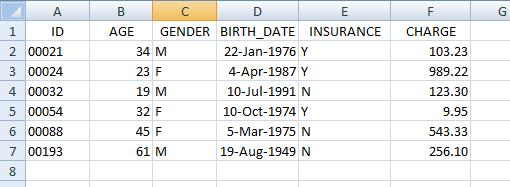 A B C D E F G
1 ID AGE GENDER BIRTH_DATE INSURANCE CHARGE
2 00021 34 M 22-Jan-1976 Y 103.23
3 00024 23 F 4-Apr-1987 Y 989.22
4 00032 19 M 10-Jul-1991 N 123.30
5 00054 32 F 10-Oct-1974 Y 9.95
6 00088 45 F 5-Mar-1975 N 543.33
7 00193 61 M 19-Aug-1949 N 256.10
8